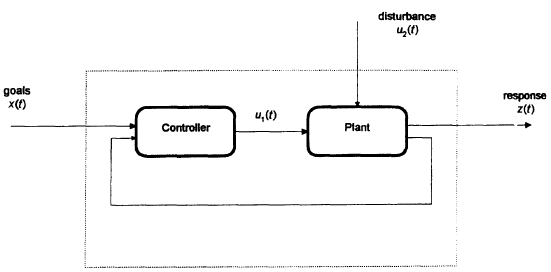 disturbance
u₂(t)
goals
x(t)
response
z(t)
Controller
u₁(t)
Plant